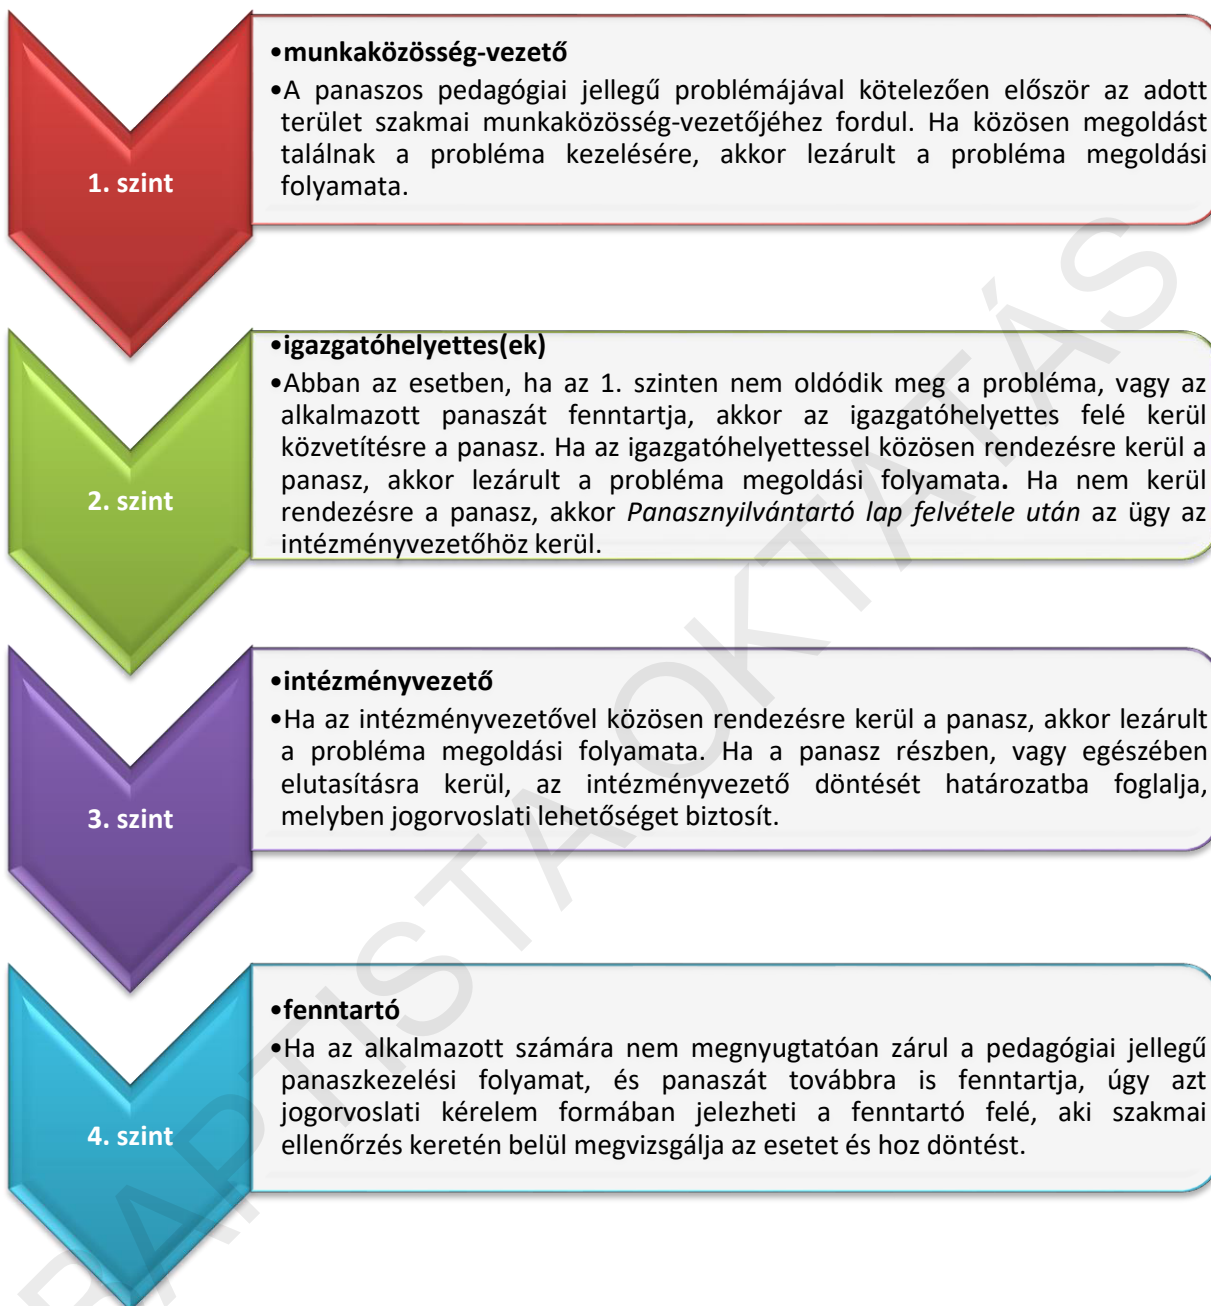 •munkaközösség-vezető
•A panaszos pedagógiai jellegű problémájával kötelezően először az adott
terület szakmai munkaközösség-vezetőjéhez fordul. Ha közösen megoldást
találnak a probléma kezelésére, akkor lezárult a probléma megoldási
folyamata.
1. szint
•igazgatóhelyettes(ek)
•Abban az esetben, ha az 1. szinten nem oldódik meg a probléma, vagy az
alkalmazott panaszát fenntartja, akkor az igazgatóhelyettes felé kerül
közvetítésre a panasz. Ha az igazgatóhelyettessel közösen rendezésre kerül a
panasz, akkor lezárult a probléma megoldási folyamata. Ha nem kerül
rendezésre a panasz, akkor Panasznyilvántartó lap felvétele után az ügy az
intézményvezetőhöz kerül.
2. szint
•intézményvezető
•Ha az intézményvezetővel közösen rendezésre kerül a panasz, akkor lezárult
a probléma megoldási folyamata. Ha a panasz részben, vagy egészében
elutasításra kerül, az intézményvezető döntését határozatba foglalja,
melyben jogorvoslati lehetőséget biztosít.
3. szint
•fenntartó
•Ha az alkalmazott számára nem megnyugtatóan zárul a pedagógiai jellegű
panaszkezelési folyamat, és panaszát továbbra is fenntartja, úgy azt
jogorvoslati kérelem formában jelezheti a fenntartó felé, aki szakmai
ellenőrzés keretén belül megvizsgálja az esetet és hoz döntést.
4. szint
BAPTISTA OKTATÁS